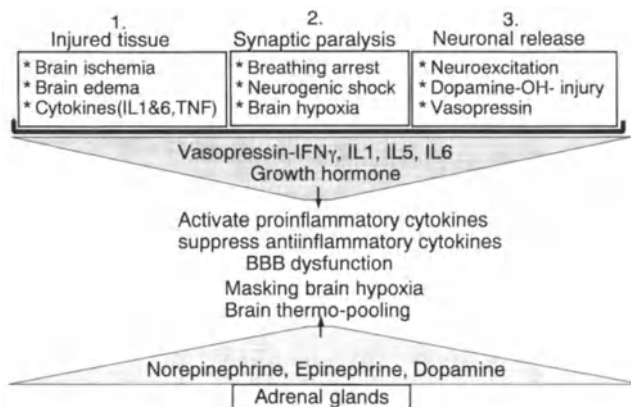 1.
Injured tissue
* Brain ischemia
* Brain edema
* Cytokines(IL1&6,TNF)
2.
Synaptic paralysis
* Breathing arrest
* Neurogenic shock
* Brain hypoxia
3.
Neuronal release
* Neuroexcitation
* Dopamine-OH- injury
* Vasopressin
Vasopressin-IFNγ, IL1, IL5, IL6
Growth hormone
Activate proinflammatory cytokines
suppress antiinflammatory cytokines
BBB dysfunction
Masking brain hypoxia
Brain thermo-pooling
Norepinephrine, Epinephrine, Dopamine
Adrenal glands